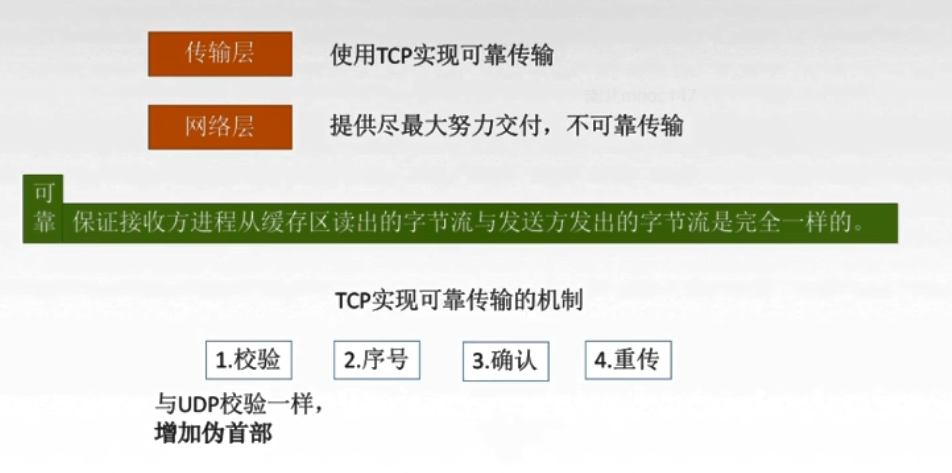 传输层 使用TCP实现可靠传输
网络层 提供尽最大努力交付，不可靠传输
可靠 保证接收方进程从缓存区读出的字节流与发送方发出的字节流是完全一样的。
TCP实现可靠传输的机制
1.校验 2.序号 3.确认 4.重传
与UDP校验一样，
增加伪首部